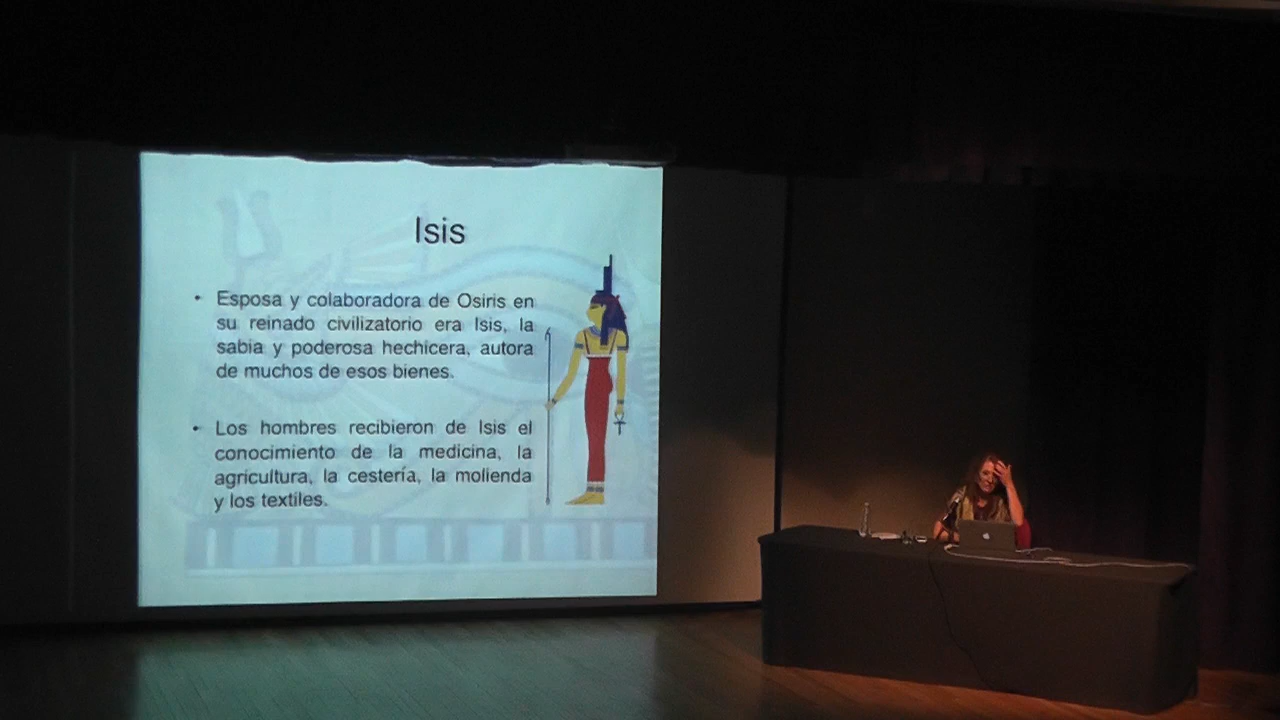 Isis
• Esposa y colaboradora de Osiris en
su reinado civilizatorio era Isis, la
sabia y poderosa hechicera, autora
de muchos de esos bienes.
• Los hombres recibieron de Isis el
conocimiento de la medicina, la
agricultura, la cestería, la molienda
y los textiles.